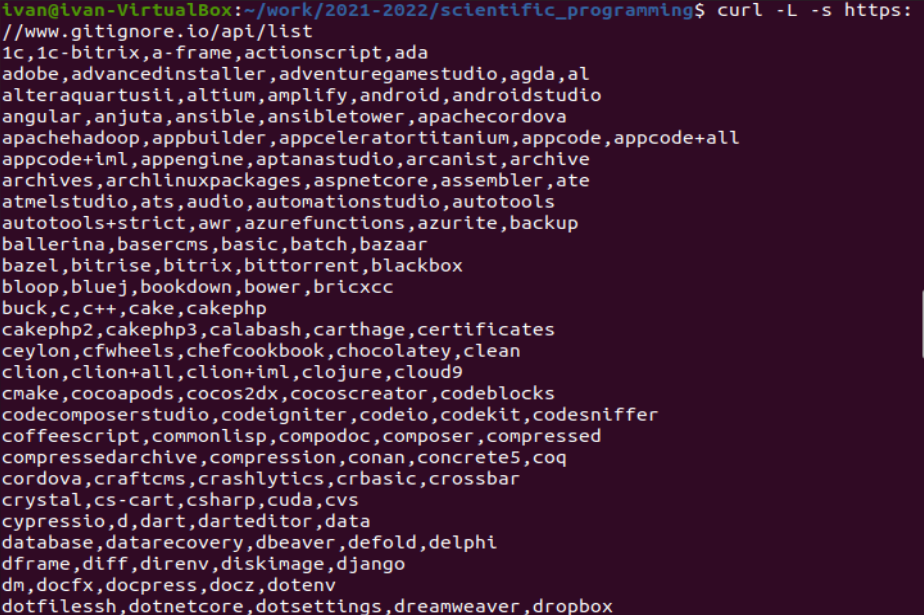 ivan@ivan-VirtualBox:~/work/2021-2022/scientific_programming$ curl -L -s https:
//www.gitignore.io/api/list
1c,1c-bitrix,a-frame,actionscript,ada
adobe,advancedinstaller,adventuregamestudio,agda,al
alteraquartusii,altium,amplify,android,androidstudio
angular,anjuta,ansible,ansibletower,apachecordova
apachehadoop,appbuilder,appceleratortitanium,appcode,appcode+all
appcode+iml,appengine,aptanastudio,arcanist,archive
archives,archlinuxpackages,aspnetcore,assembler,ate
atmelstudio,ats,audio,automationstudio,autotools
autotools+strict,awr,azurefunctions,azurite,backup
ballerina,basercms,basic,batch,bazaar
bazel,bitrise,bitrix,bittorrent,blackbox
bloop,bluej,bookdown,bower,bricxcc
buck,c,c++,cake,cakephp
cakephp2,cakephp3,calabash,carthage,certificates
ceylon,cfwheels,chefcookbook,chocolatey,clean
clion,clion+all,clion+iml,clojure,cloud9
cmake,cocoapods,cocos2dx,cocoscreator,codeblocks
codecomposerstudio,codeigniter,codeio,codekit,codesniffer
coffeescript,commonlisp,compodoc,composer,compressed
compressedarchive,compression,conan,concrete5,coq
cordova,craftcms,crashlytics,crbasic,crossbar
crystal,cs-cart,csharp,cuda,cvs
cypressio,d,dart,darteditor,data
database,datarecovery,dbeaver,defold,delphi
dframe,diff,direnv,diskimage,django
dm,docfx,docpress,docz,dotenv
dotfilessh,dotnetcore,dotsettings,dreamweaver,dropbox